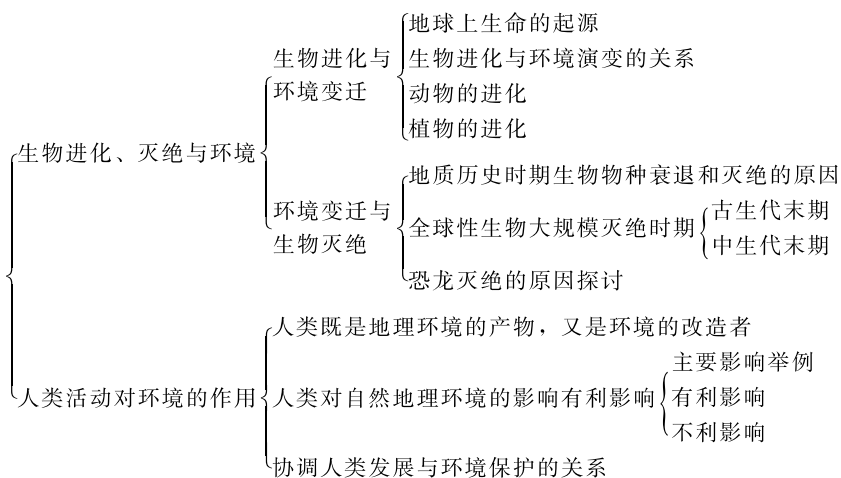 生物进化、灭绝与环境
生物进化与
环境变迁
地球上生命的起源
生物进化与环境演变的关系
动物的进化
植物的进化
环境变迁与
生物灭绝
地质历史时期生物物种衰退和灭绝的原因
全球性生物大规模灭绝时期
古生代末期
中生代末期
恐龙灭绝的原因探讨
人类活动对环境的作用
人类既是地理环境的产物，又是环境的改造者
人类对自然地理环境的影响有利影响
主要影响举例
有利影响
不利影响
协调人类发展与环境保护的关系